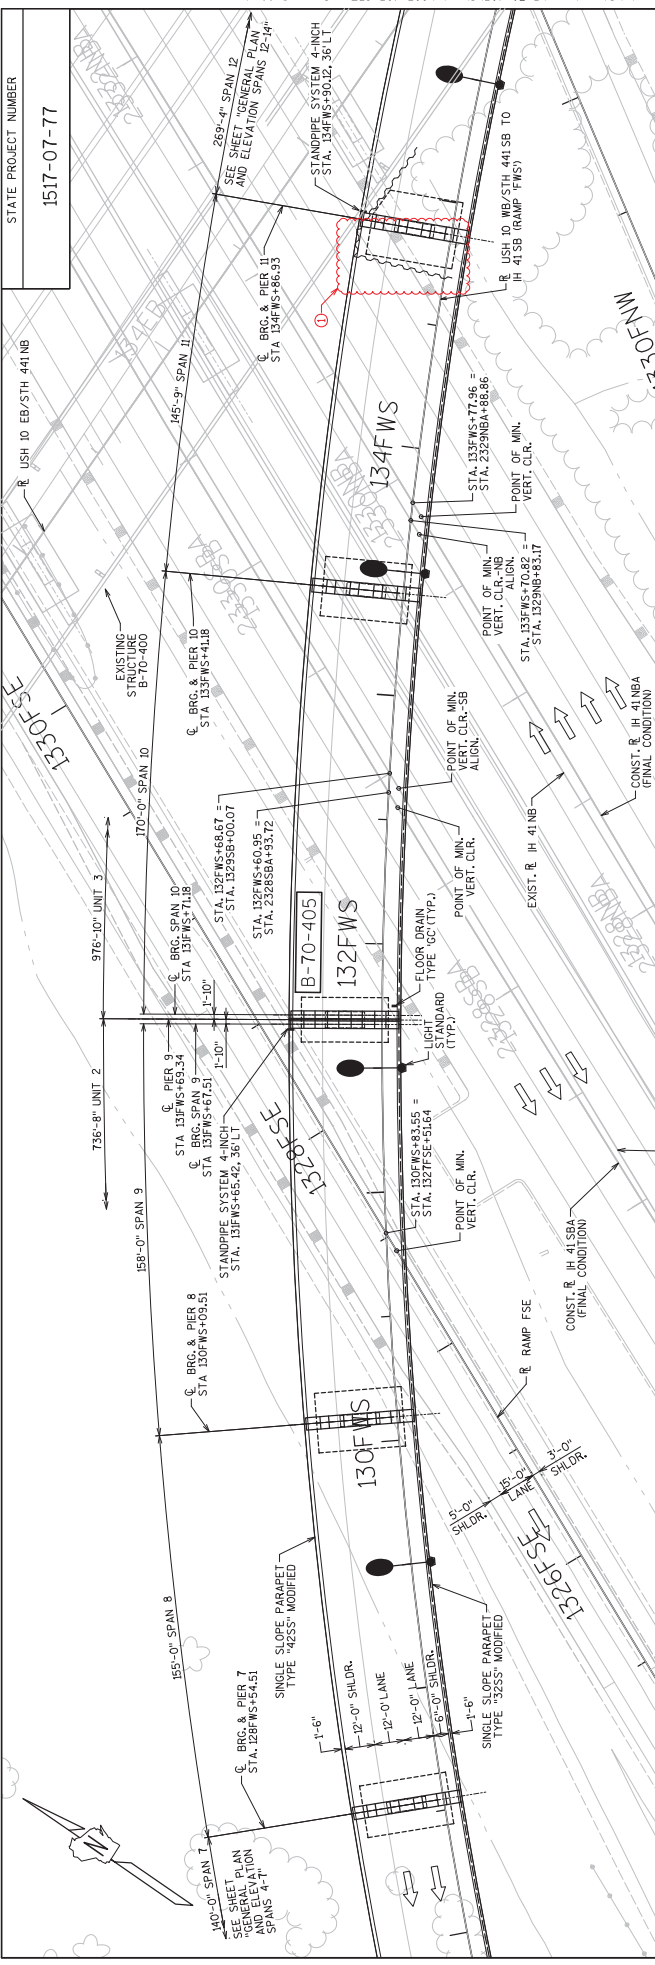 STATE PROJECT NUMBER
1517-07-77
140'-0" SPAN 7
SEE SHEET
"GENERAL PLAN
AND ELEVATION
SPANS 4-7"
155'-0" SPAN 8
158'-0" SPAN 9
736'-8" UNIT 2
976'-10" UNIT 3
170'-0" SPAN 10
145'-9" SPAN 11
269'-4" SPAN 12
SEE SHEET "GENERAL PLAN
AND ELEVATION SPANS 12-14"
N
℄ BRG. & PIER 7
STA. 128FWS+54.51
℄ BRG. & PIER 8
STA 130FWS+09.51
℄ PIER 9
STA 131FWS+69.34
℄ BRG. SPAN 9
STA 131FWS+67.51
1'-10"
1'-10"
℄ BRG. SPAN 10
STA 131FWS+71.18
STANDPIPE SYSTEM 4-INCH
STA. 131FWS+65.42, 36'LT
℄ BRG. & PIER 10
STA 133FWS+41.18
EXISTING
STRUCTURE
B-70-400
℄ BRG. & PIER 11
STA 134FWS+86.93
STANDPIPE SYSTEM 4-INCH
STA. 134FWS+90.12, 36'LT
R USH 10 EB/STH 441 NB
1330FSE
1328FSE
1326FSE
2332NBA
2332SBA
134EB
2330NBA
2330SBA
2328NBA
2328SBA
1330FNW
STA. 132FWS+68.67 =
STA. 1329SB+00.07
STA. 132FWS+60.95 =
STA. 2328SBA+93.72
B-70-405
130FWS
132FWS
134FWS
1
SINGLE SLOPE PARAPET
TYPE "42SS" MODIFIED
1'-6"
12'-0" SHLDR.
12'-0' LANE
12'-0" LANE
6'-0" SHLDR.
1'-6"
SINGLE SLOPE PARAPET
TYPE "32SS" MODIFIED
5'-0"
SHLDR.
15'-0"
LANE
3'-0"
SHLDR.
R RAMP FSE
STA. 130FWS+83.55 =
STA. 1327FSE+51.64
POINT OF MIN.
VERT. CLR.
LIGHT
STANDARD
(TYP.)
FLOOR DRAIN
TYPE 'GC' (TYP.)
POINT OF MIN.
VERT. CLR.
POINT OF MIN.
VERT. CLR.-SB
ALIGN.
POINT OF MIN.
VERT. CLR.-NB
ALIGN.
STA. 133FWS+70.82 =
STA. 1329NB+83.17
STA. 133FWS+77.96 =
STA. 2329NBA+88.86
POINT OF MIN.
VERT. CLR.
R USH 10 WB/STH 441 SB TO
IH 41 SB (RAMP 'FWS')
CONST. R IH 41 SBA
(FINAL CONDITION)
EXIST. R IH 41 NB
CONST. R IH 41 NBA
(FINAL CONDITION)